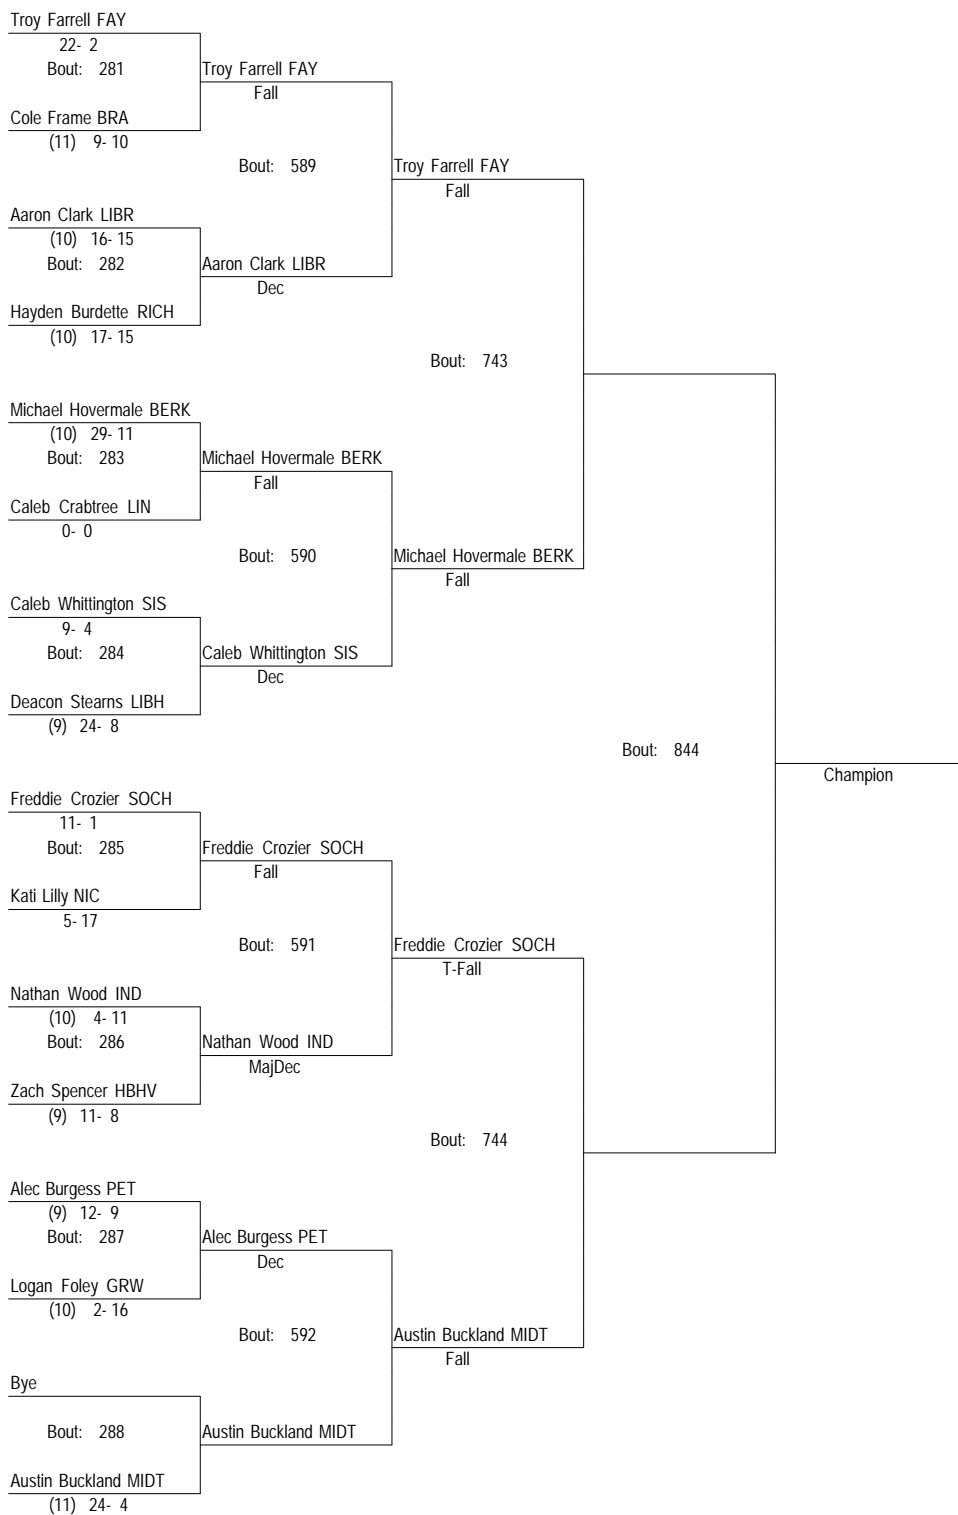 Troy Farrell FAY
22- 2
Bout: 281
Troy Farrell FAY
Fall
Cole Frame BRA
(11) 9- 10
Bout: 589
Troy Farrell FAY
Fall
Aaron Clark LIBR
(10) 16- 15
Bout: 282
Aaron Clark LIBR
Dec
Hayden Burdette RICH
(10) 17- 15
Bout: 743
Michael Hovermale BERK
(10) 29- 11
Bout: 283
Michael Hovermale BERK
Fall
Caleb Crabtree LIN
0- 0
Bout: 590
Michael Hovermale BERK
Fall
Caleb Whittington SIS
9- 4
Bout: 284
Caleb Whittington SIS
Dec
Deacon Stearns LIBH
(9) 24- 8
Bout: 844
Champion
Freddie Crozier SOCH
11- 1
Bout: 285
Freddie Crozier SOCH
Fall
Kati Lilly NIC
5- 17
Bout: 591
Freddie Crozier SOCH
T-Fall
Nathan Wood IND
(10) 4- 11
Bout: 286
Nathan Wood IND
MajDec
Zach Spencer HBHV
(9) 11- 8
Bout: 744
Alec Burgess PET
(9) 12- 9
Bout: 287
Alec Burgess PET
Dec
Logan Foley GRW
(10) 2- 16
Bout: 592
Austin Buckland MIDT
Fall
Bye
Bout: 288
Austin Buckland MIDT
Austin Buckland MIDT
(11) 24- 4